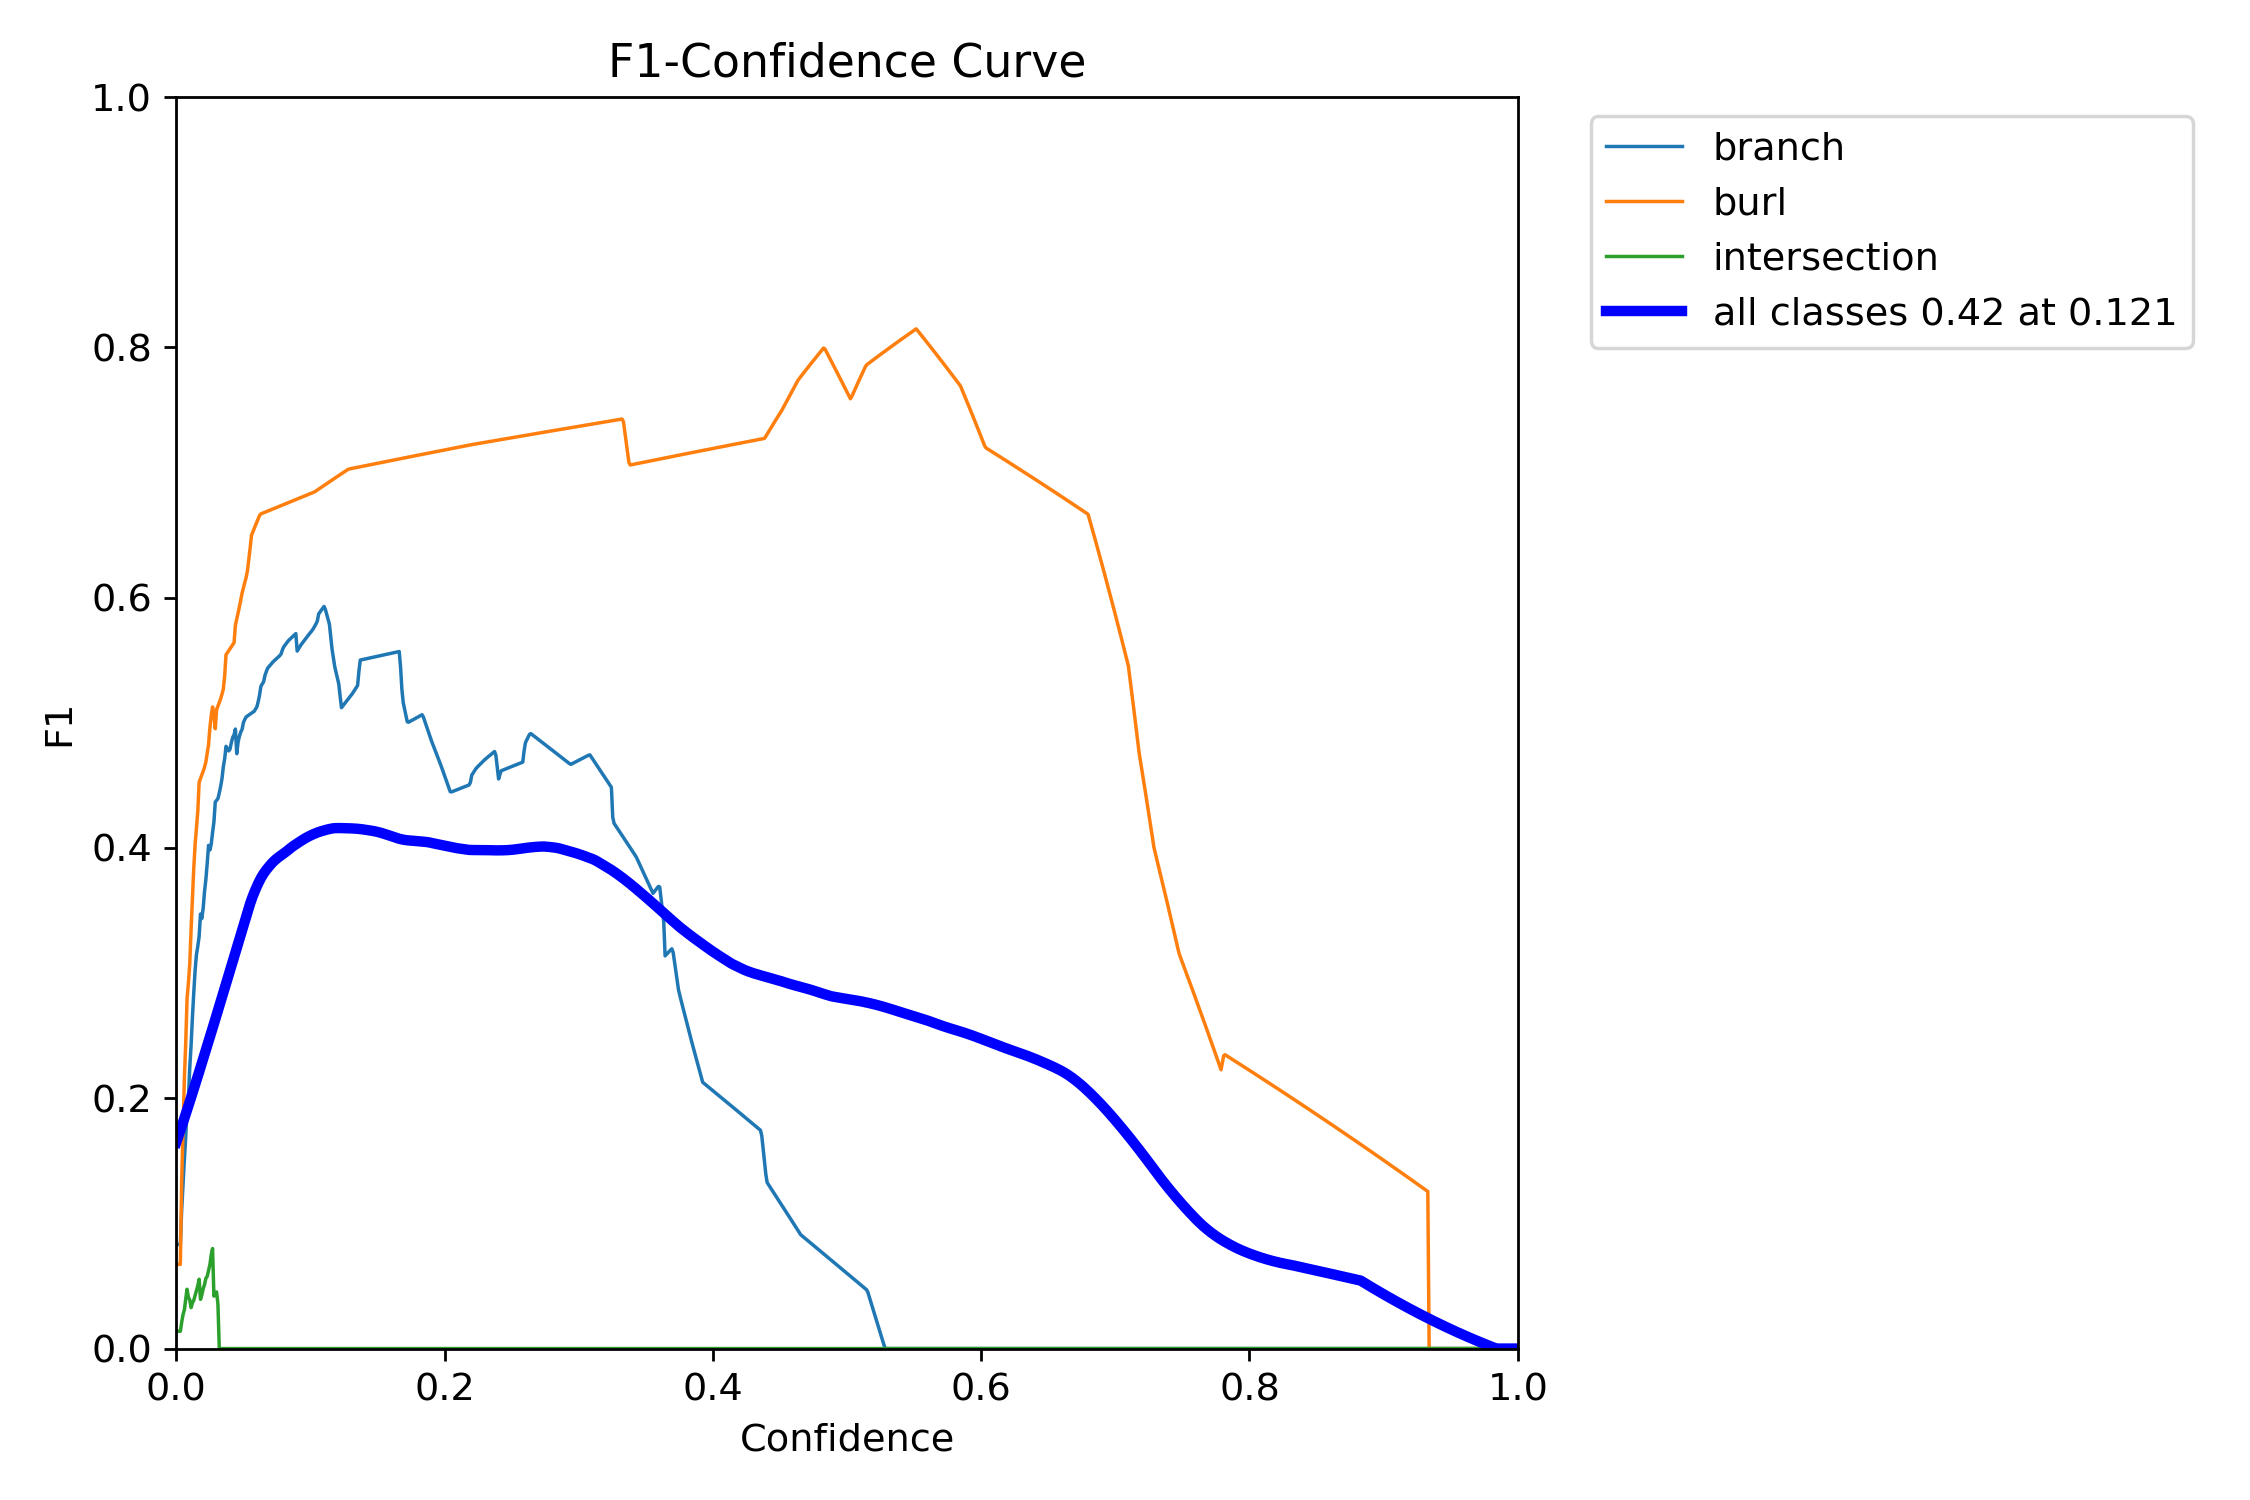 F1-Confidence Curve
1.0
0.8
0.6
0.4
0.2
0.0
F1
0.0 0.2 0.4 0.6 0.8 1.0
Confidence
branch
burl
intersection
all classes 0.42 at 0.121